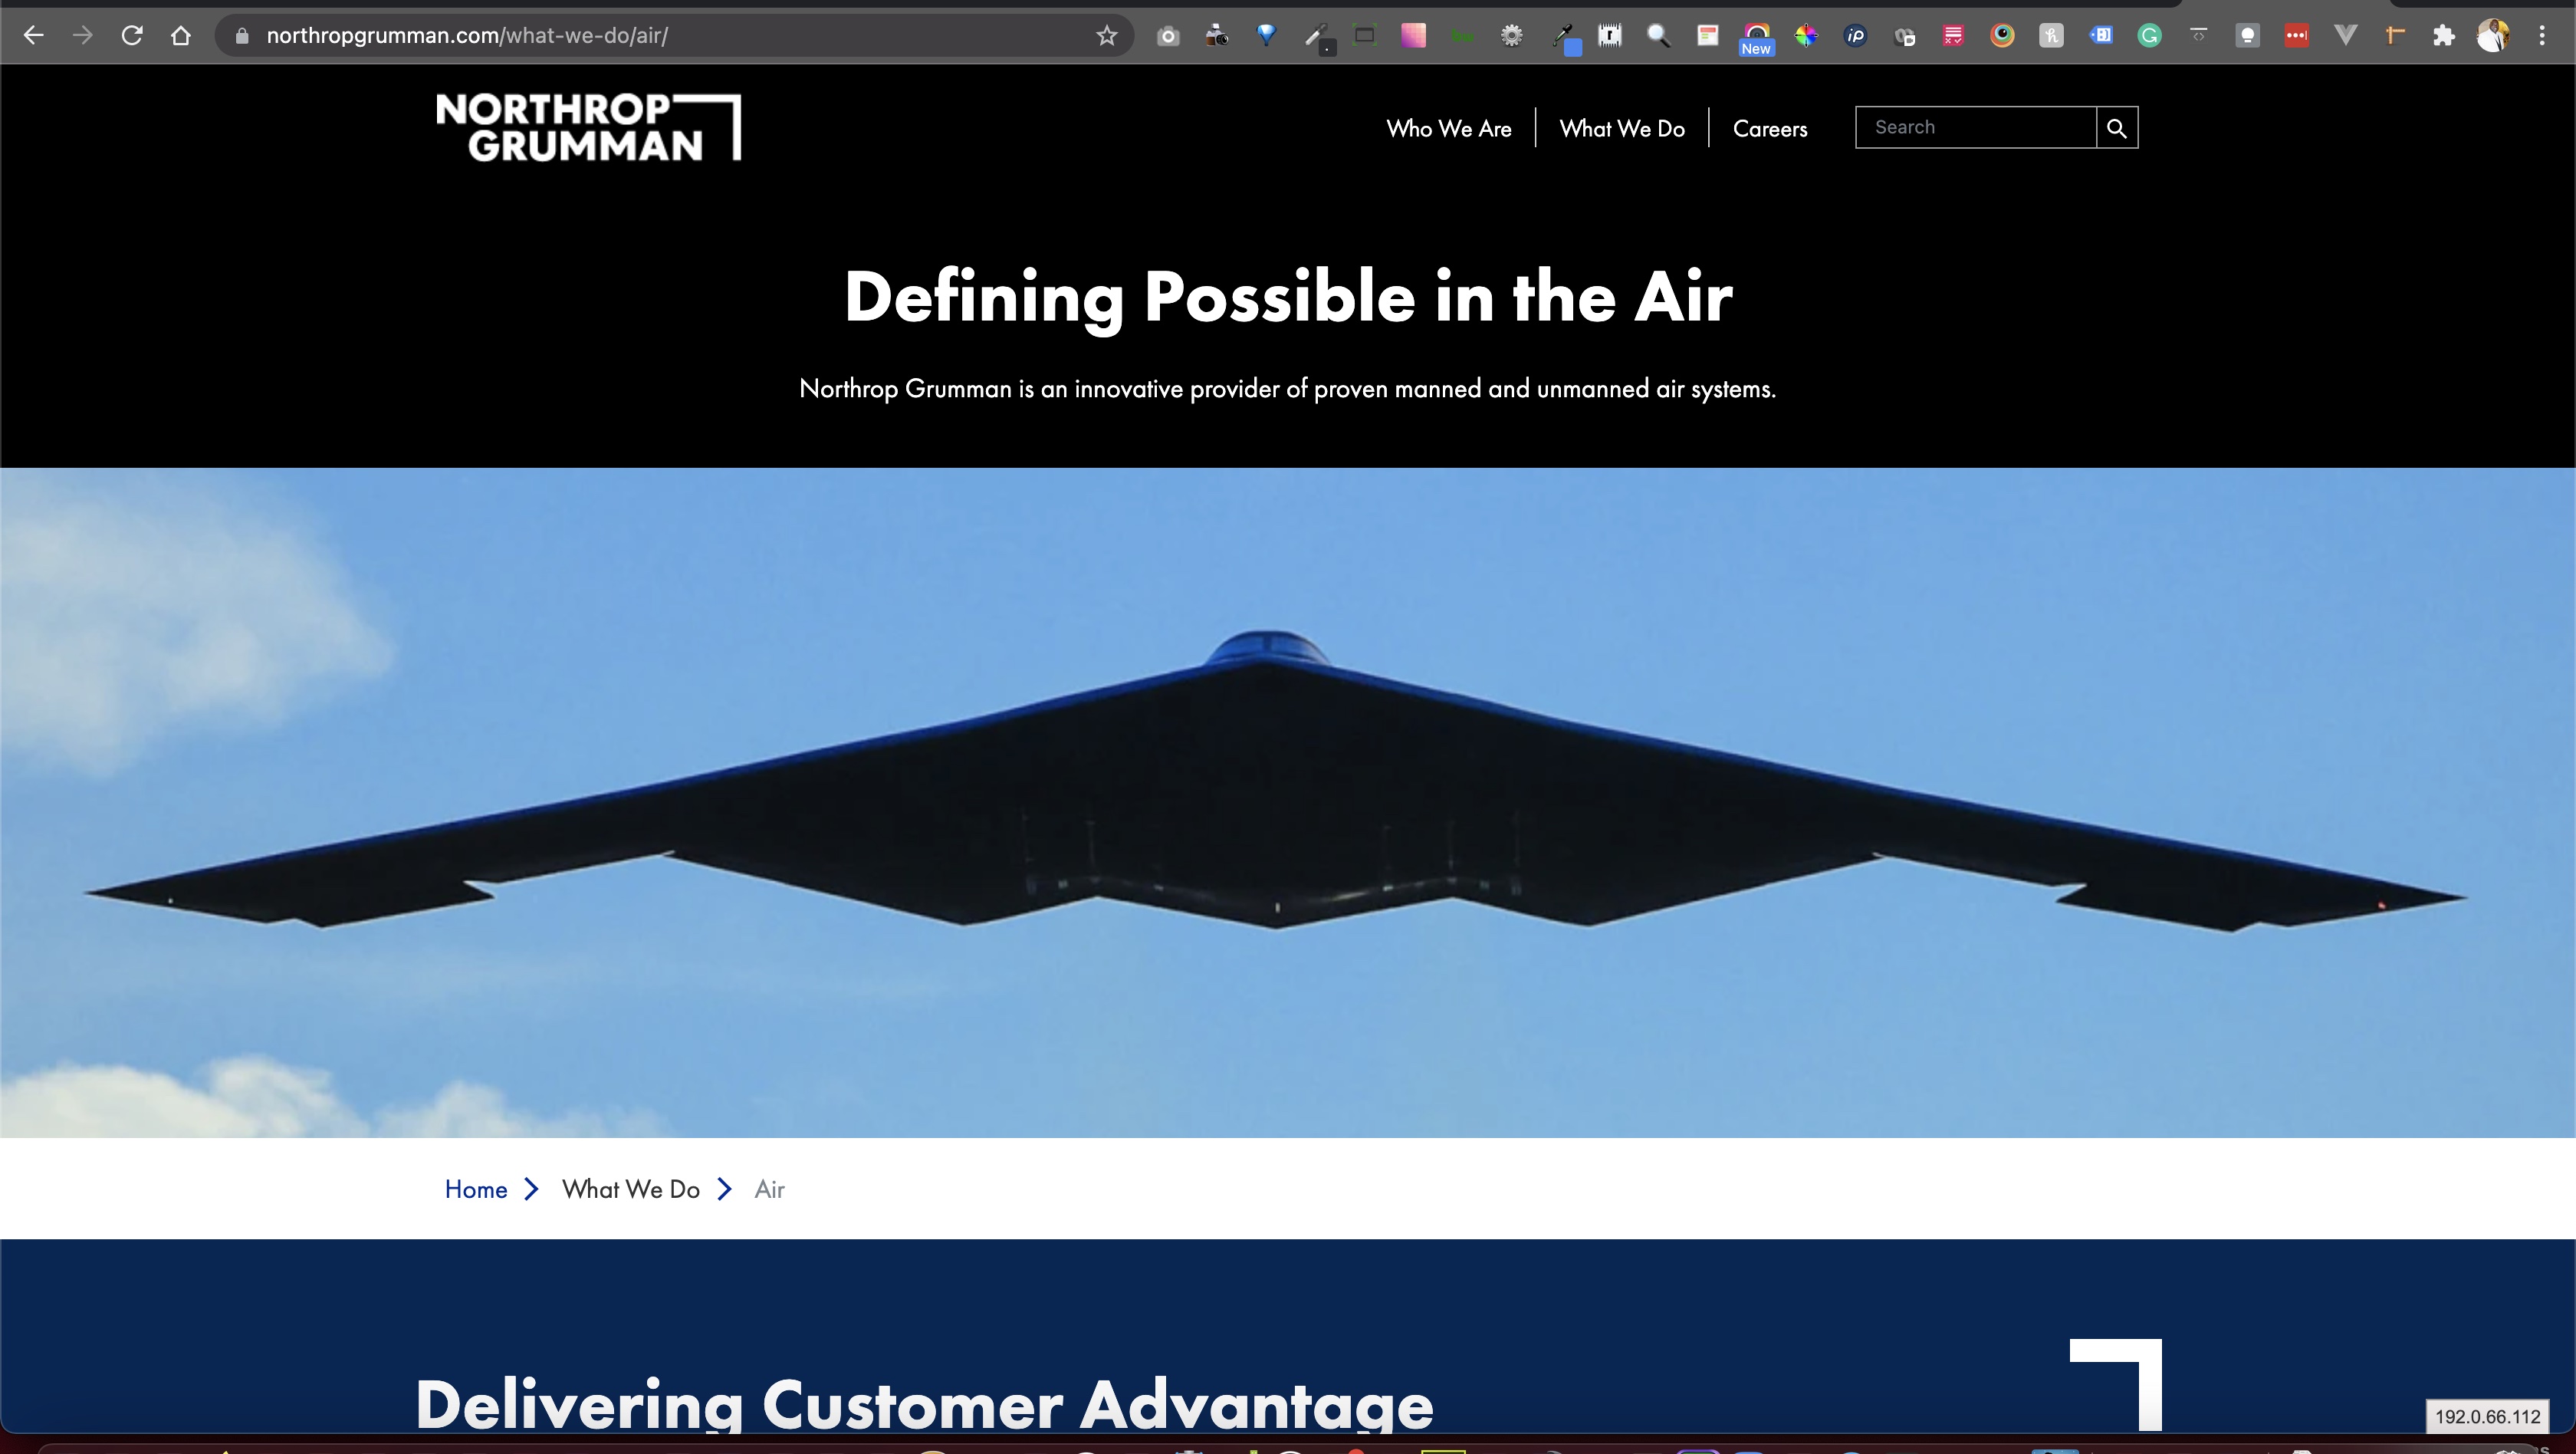 northropgrumman.com/what-we-do/air/
New
NORTHROP
GRUMMAN
Who We Are
What We Do
Careers
Search
Defining Possible in the Air
Northrop Grumman is an innovative provider of proven manned and unmanned air systems.
Home
What We Do
Air
Delivering Customer Advantage
192.0.66.112